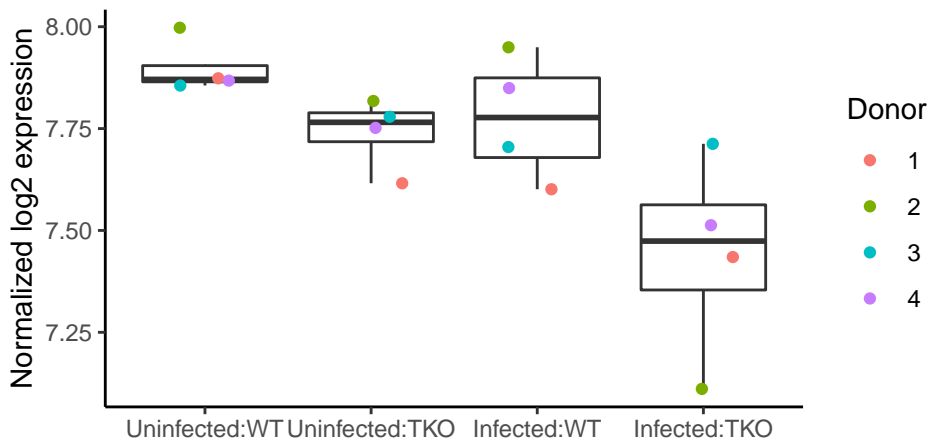 Normalized log2 expression
8.00
7.75
7.50
7.25
Uninfected:WT Uninfected:TKO Infected:WT Infected:TKO
Donor
1
2
3
4